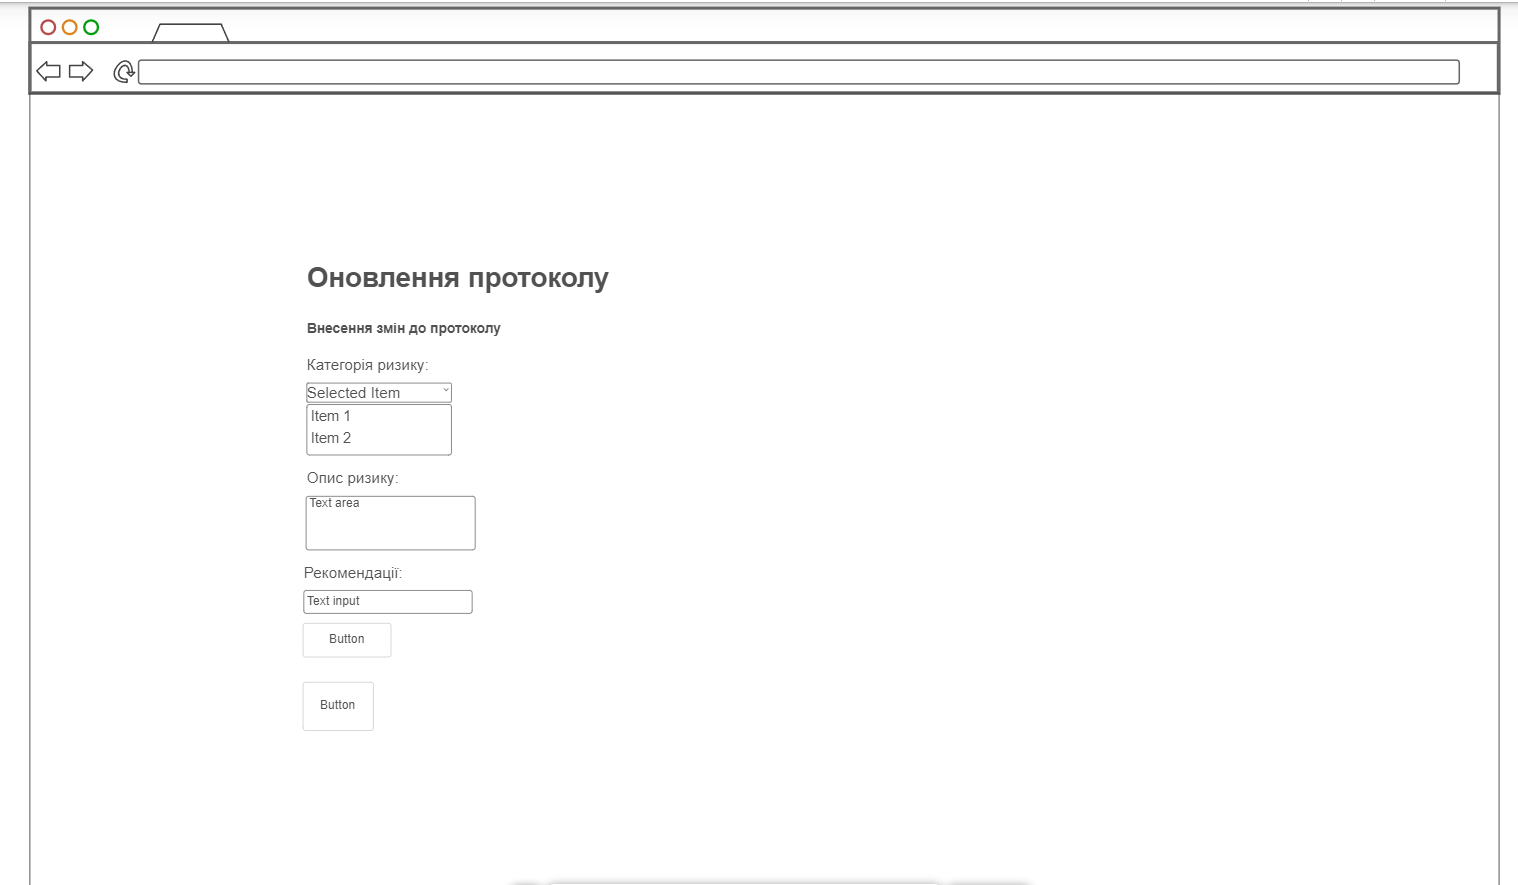 Оновлення протоколу
Внесення змін до протоколу
Категорія ризику:
Selected Item
Item 1
Item 2
Опис ризику:
Text area
Рекомендації:
Text input
Button
Button